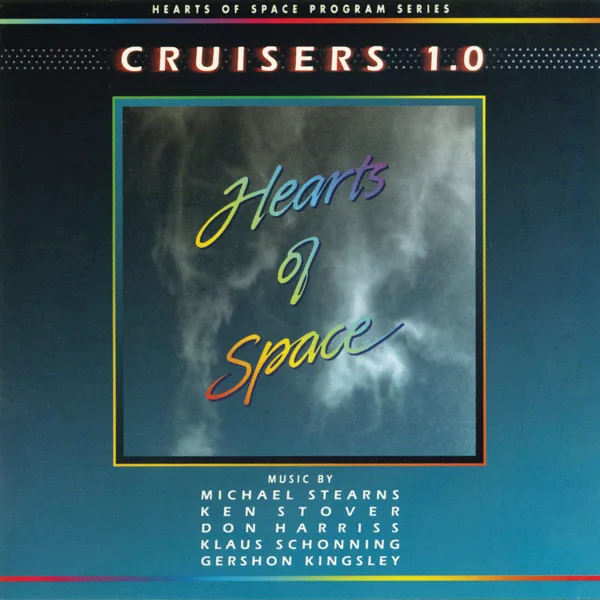 HEARTS OF SPACE PROGRAM SERIES
CRUISERS 1.0
Hearts
of
Space
MUSIC BY
MICHAEL STEARNS
KEN STOVER
DON HARRISS
KLAUS SCHONNING
GERSHON KINGSLEY